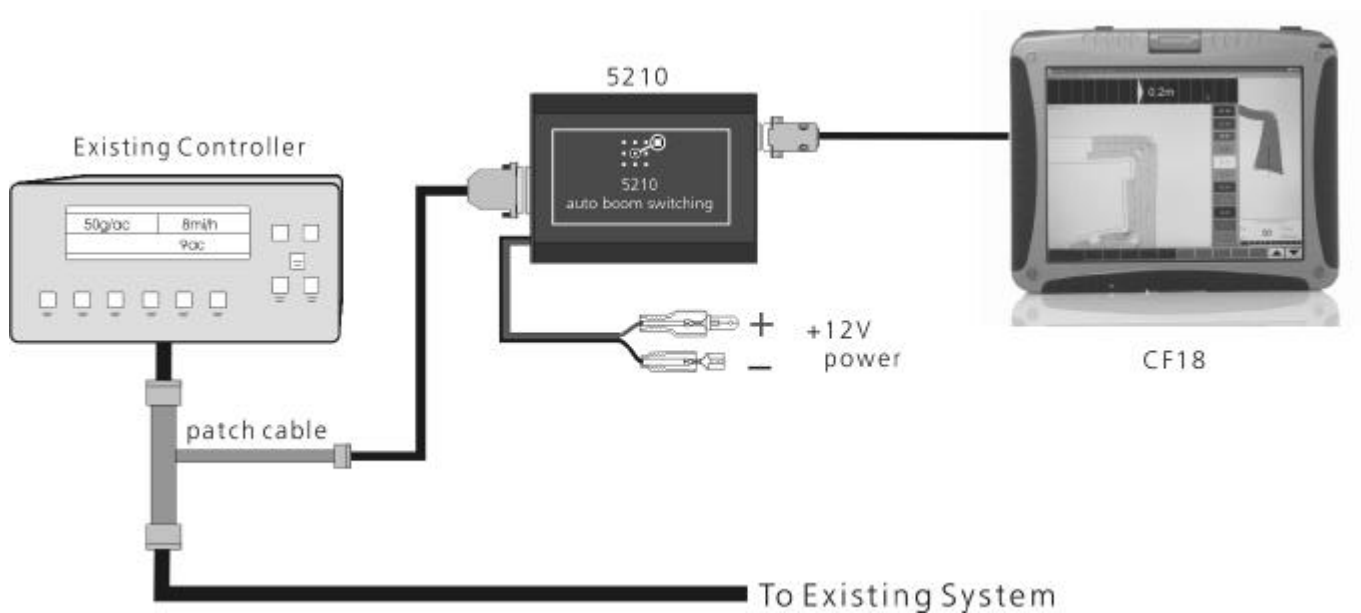 5210
Existing Controller
50g/ac
8mi/h
9ac
5210
auto boom switching
0.2m
+
−
+12V
power
CF18
patch cable
To Existing System